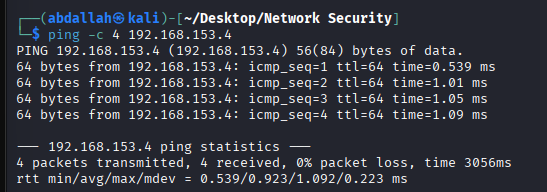 ┌──(abdallah㉿kali)-[~/Desktop/Network Security]
└─$ ping -c 4 192.168.153.4
PING 192.168.153.4 (192.168.153.4) 56(84) bytes of data.
64 bytes from 192.168.153.4: icmp_seq=1 ttl=64 time=0.539 ms
64 bytes from 192.168.153.4: icmp_seq=2 ttl=64 time=1.01 ms
64 bytes from 192.168.153.4: icmp_seq=3 ttl=64 time=1.05 ms
64 bytes from 192.168.153.4: icmp_seq=4 ttl=64 time=1.09 ms

--- 192.168.153.4 ping statistics ---
4 packets transmitted, 4 received, 0% packet loss, time 3056ms
rtt min/avg/max/mdev = 0.539/0.923/1.092/0.223 ms